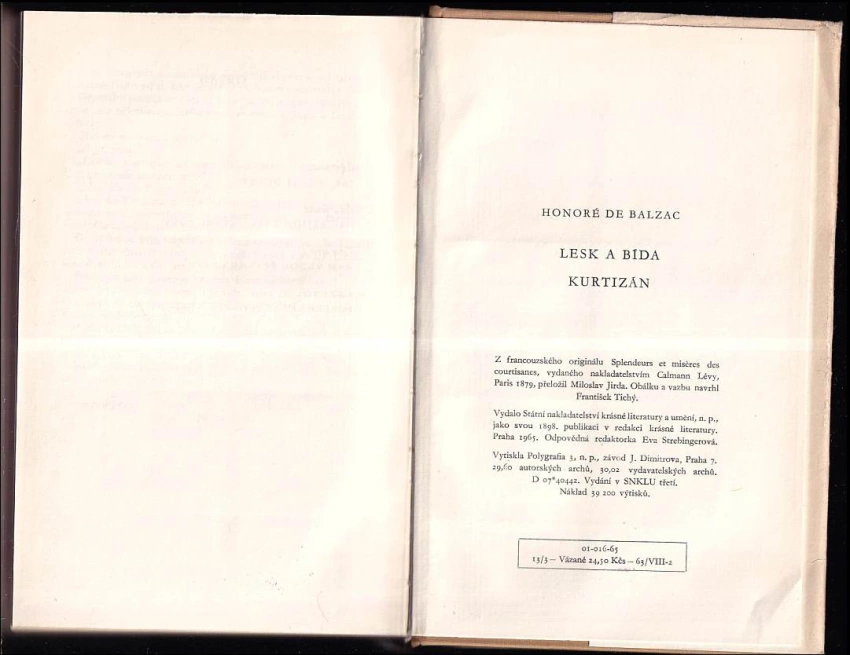 HONORÉ DE BALZAC
LESK A BÍDA
KURTIZÁN
Z francouzského originálu Splendeurs et misères des
courtisanes, vydaného nakladatelstvím Calmann Lévy,
Paris 1879, přeložil Miloslav Jirda. Obálku a vazbu navrhl
František Tichý.
Vydalo Státní nakladatelství krásné literatury a umění, n. p.,
jako svou 1898. publikaci v redakci krásné literatury.
Praha 1965. Odpovědná redaktorka Eva Strebingerová.
Vytiskla Polygrafia 3, n. p., závod J. Dimitrova, Praha 7.
29,60 autorských archů, 30,02 vydavatelských archů.
D 07*40442. Vydání v SNKLU třetí.
Náklad 39 200 výtisků.
01-016-65
13/3 — Vázané 24,50 Kčs — 63/VIII-2